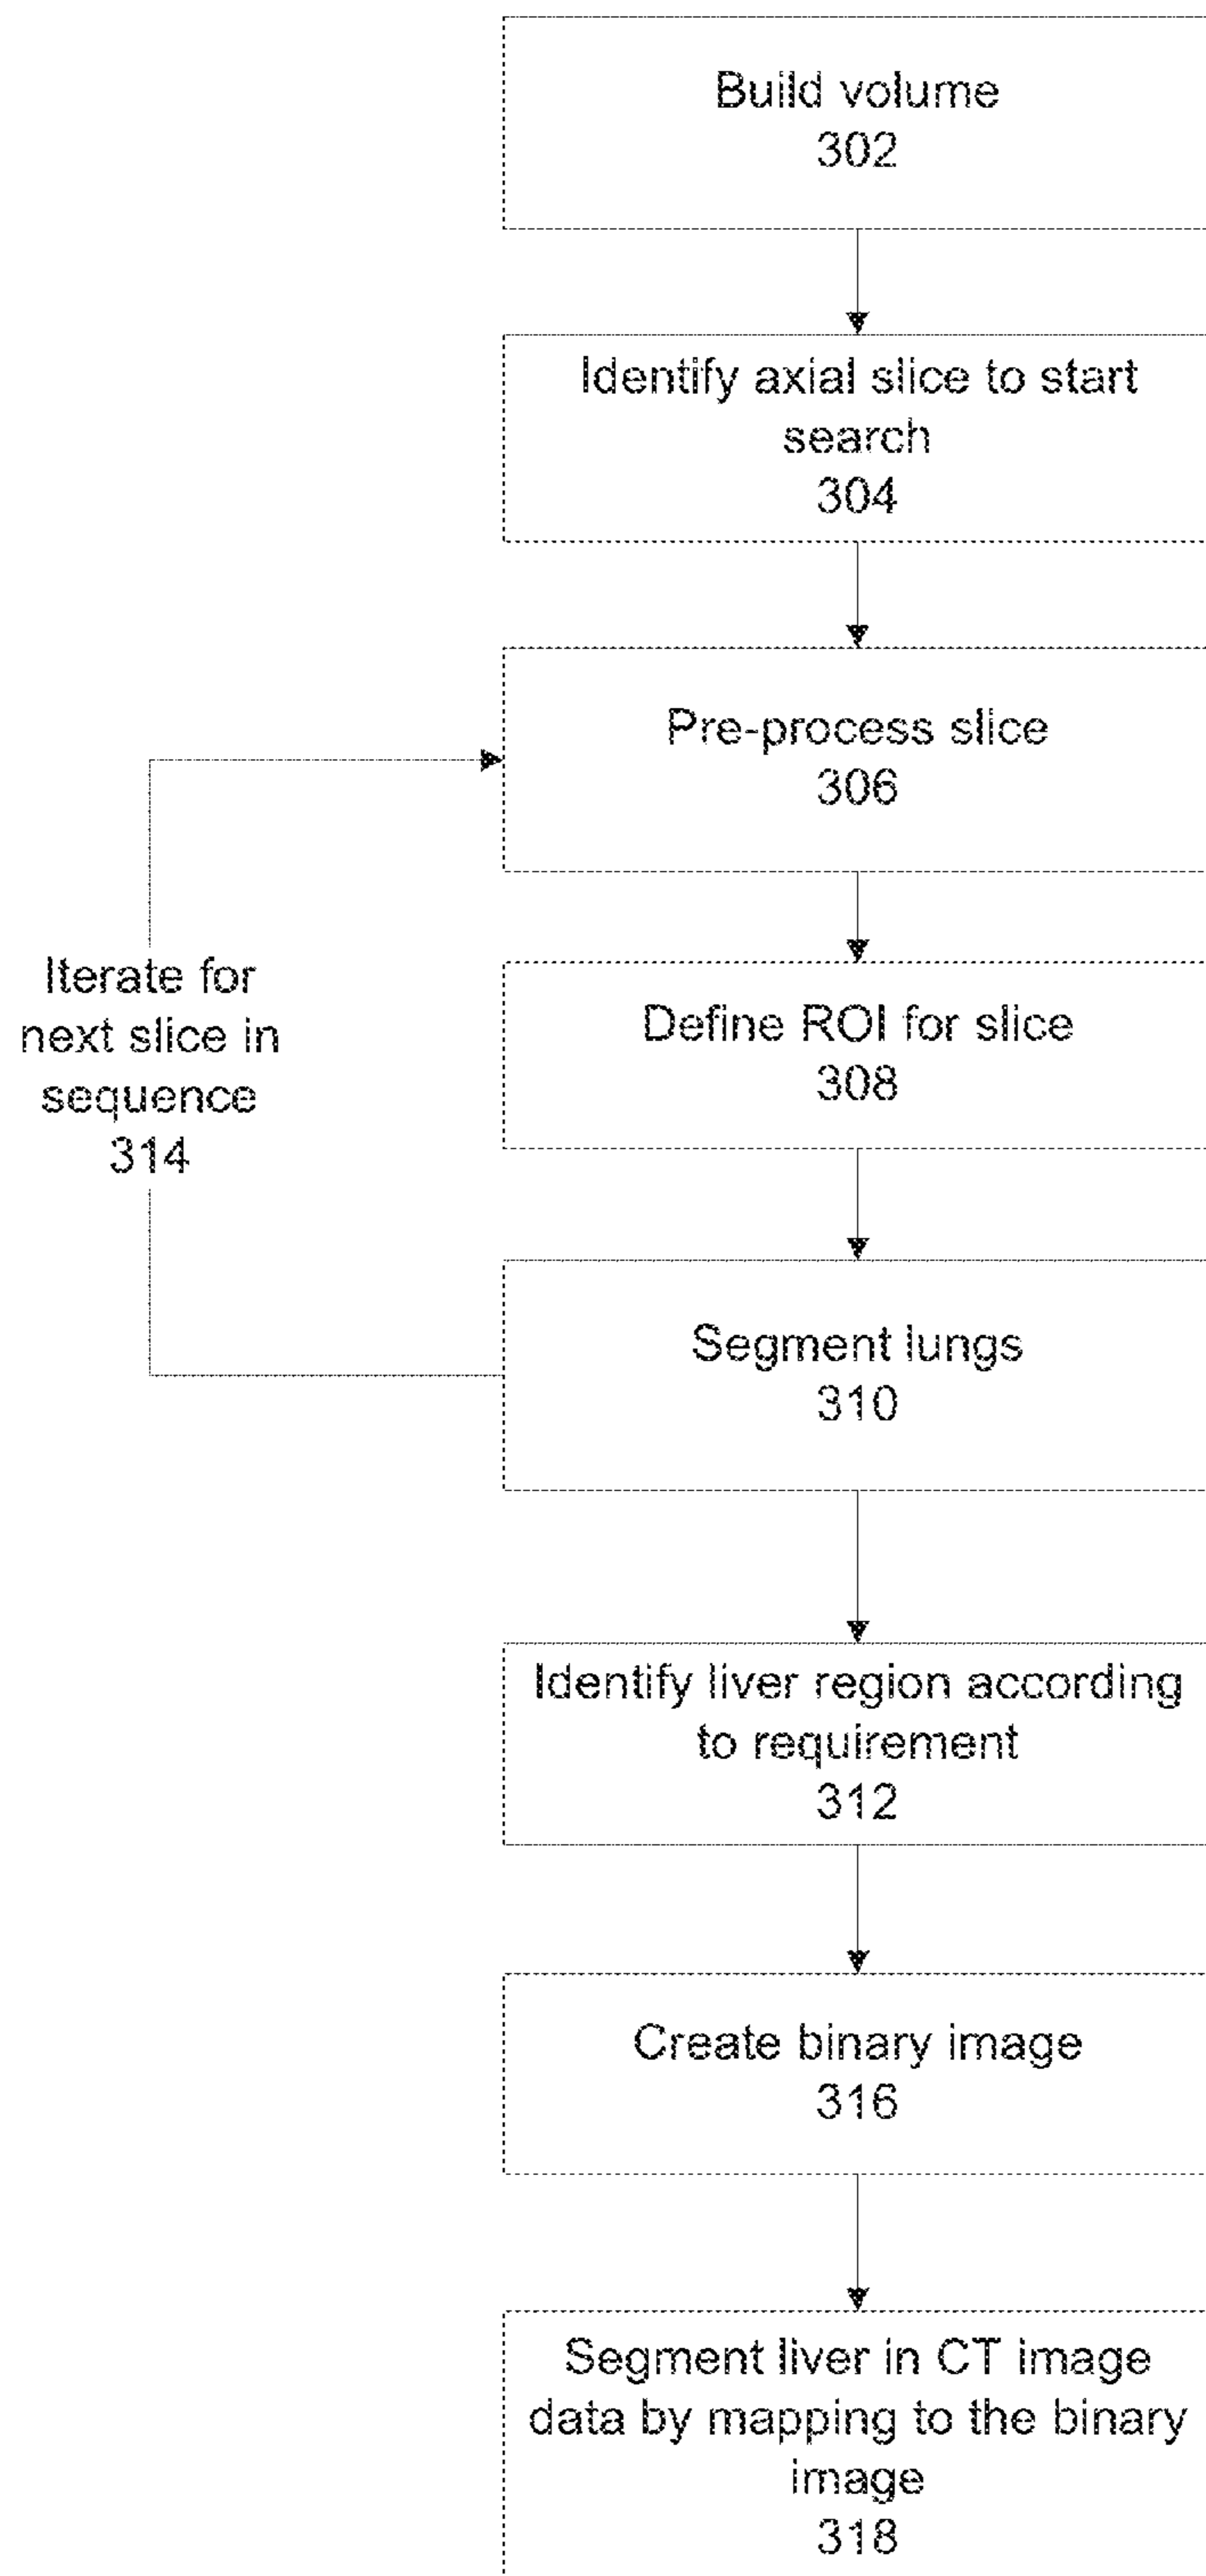 Build volume
302
Identify axial slice to start
search
304
Pre-process slice
306
Define ROI for slice
308
Iterate for
next slice in
sequence
314
Segment lungs
310
Identify liver region according
to requirement
312
Create binary image
316
Segment liver in CT image
data by mapping to the binary
image
318